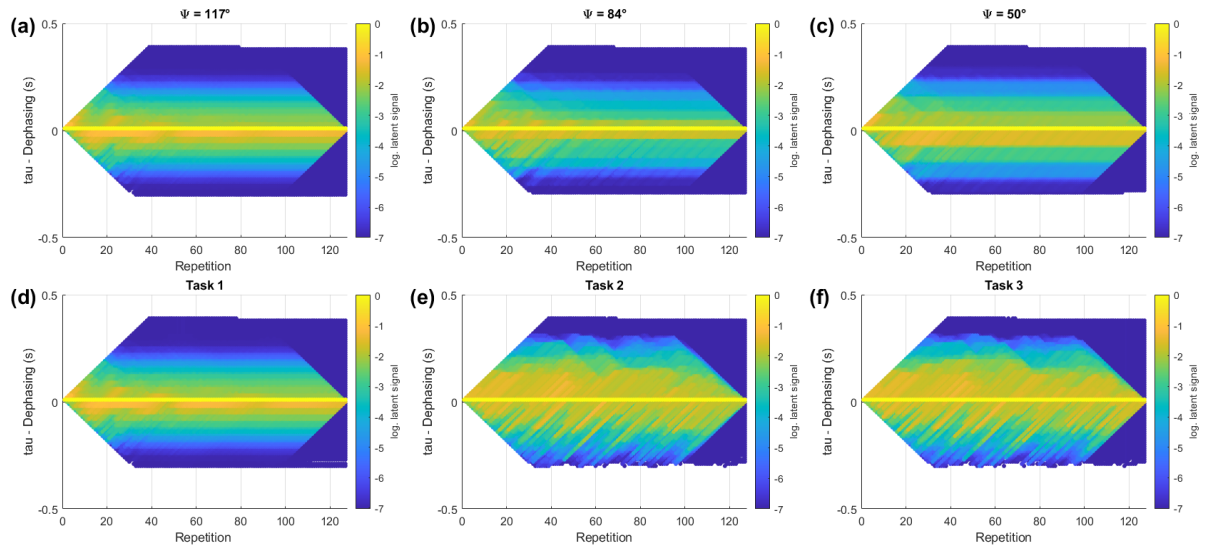 (a)
Ψ = 117°
0.5
0
-0.5
tau - Dephasing (s)
0 20 40 60 80 100 120
Repetition
0
-1
-2
-3
-4
-5
-6
-7
log. latent signal
(b)
Ψ = 84°
0.5
0
-0.5
tau - Dephasing (s)
0 20 40 60 80 100 120
Repetition
0
-1
-2
-3
-4
-5
-6
-7
log. latent signal
(c)
Ψ = 50°
0.5
0
-0.5
tau - Dephasing (s)
0 20 40 60 80 100 120
Repetition
0
-1
-2
-3
-4
-5
-6
-7
log. latent signal
(d)
Task 1
0.5
0
-0.5
tau - Dephasing (s)
0 20 40 60 80 100 120
Repetition
0
-1
-2
-3
-4
-5
-6
-7
log. latent signal
(e)
Task 2
0.5
0
-0.5
tau - Dephasing (s)
0 20 40 60 80 100 120
Repetition
0
-1
-2
-3
-4
-5
-6
-7
log. latent signal
(f)
Task 3
0.5
0
-0.5
tau - Dephasing (s)
0 20 40 60 80 100 120
Repetition
0
-1
-2
-3
-4
-5
-6
-7
log. latent signal